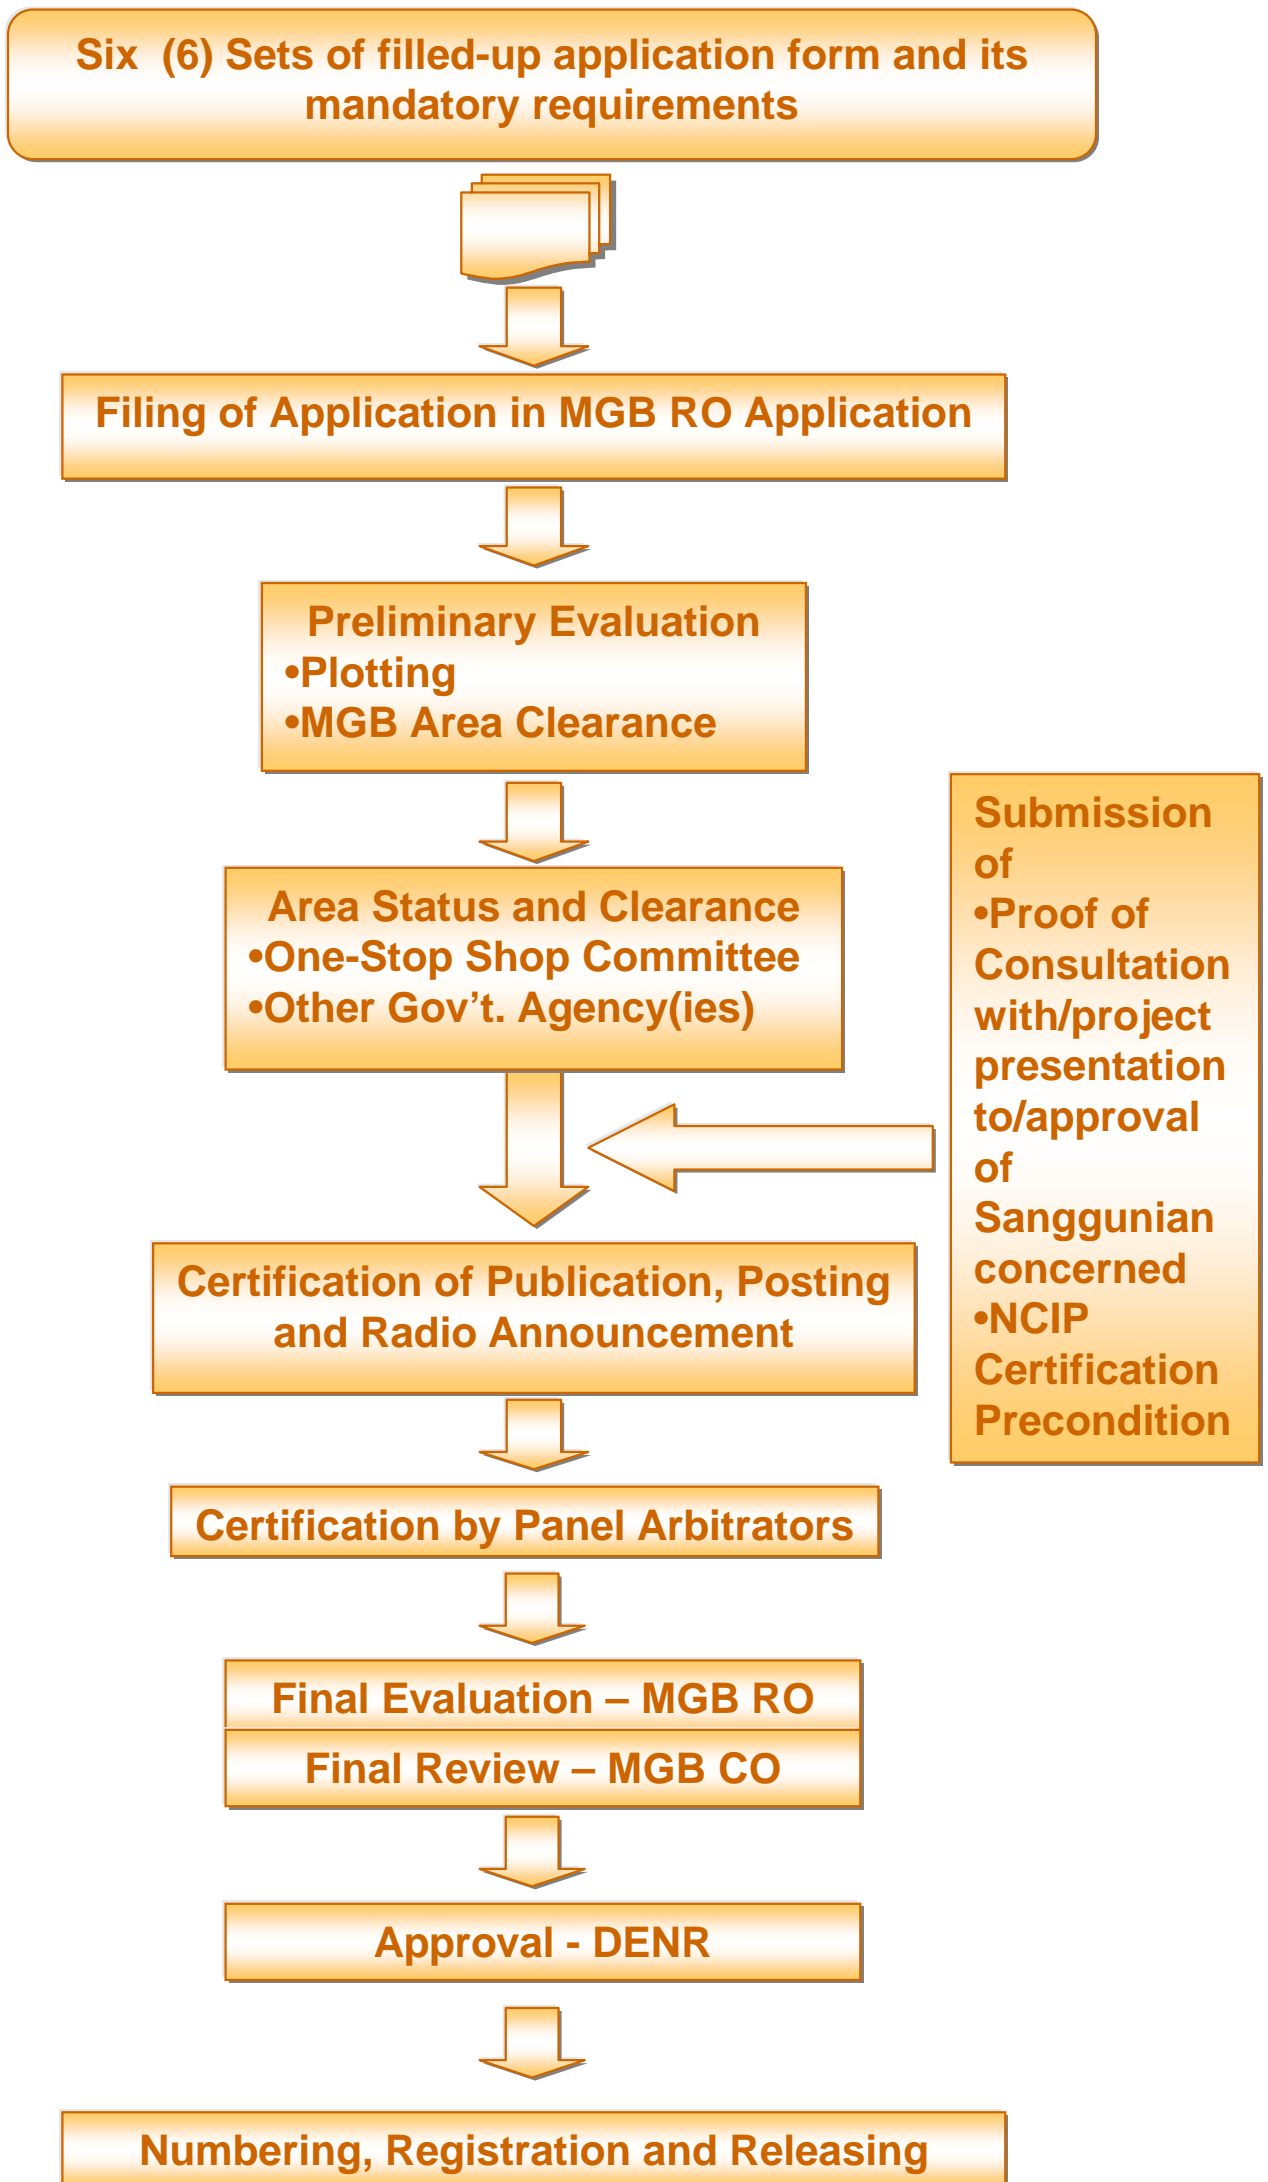 Six (6) Sets of filled-up application form and its
mandatory requirements
Filing of Application in MGB RO Application
Preliminary Evaluation
•Plotting
•MGB Area Clearance
Area Status and Clearance
•One-Stop Shop Committee
•Other Gov’t. Agency(ies)
Submission
of
•Proof of
Consultation
with/project
presentation
to/approval
of
Sanggunian
concerned
•NCIP
Certification
Precondition
Certification of Publication, Posting
and Radio Announcement
Certification by Panel Arbitrators
Final Evaluation – MGB RO
Final Review – MGB CO
Approval - DENR
Numbering, Registration and Releasing